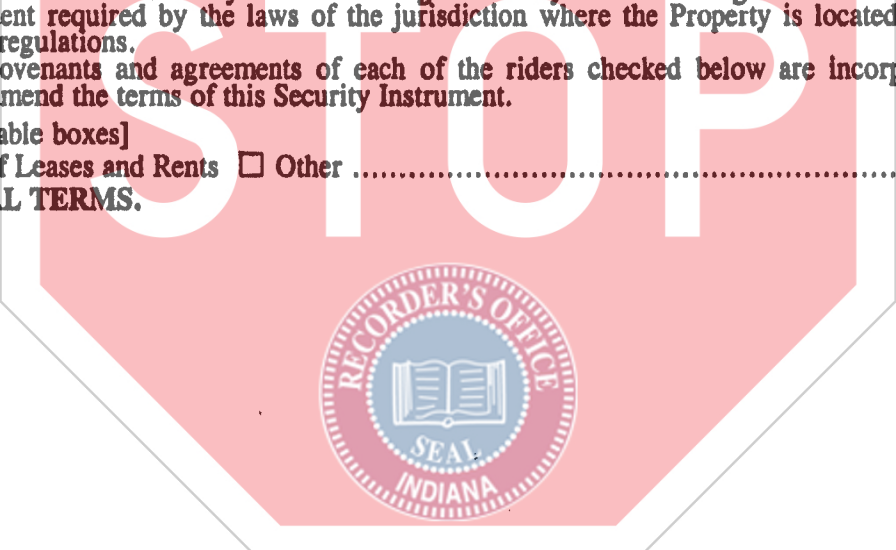 ent required by the laws of the jurisdiction where the Property is located
regulations.
ovenants and agreements of each of the riders checked below are incorp
mend the terms of this Security Instrument.
able boxes]
f Leases and Rents ☐ Other ........................................................................
L TERMS.
STOP
RECORDER'S OFFICE
SEAL
INDIANA